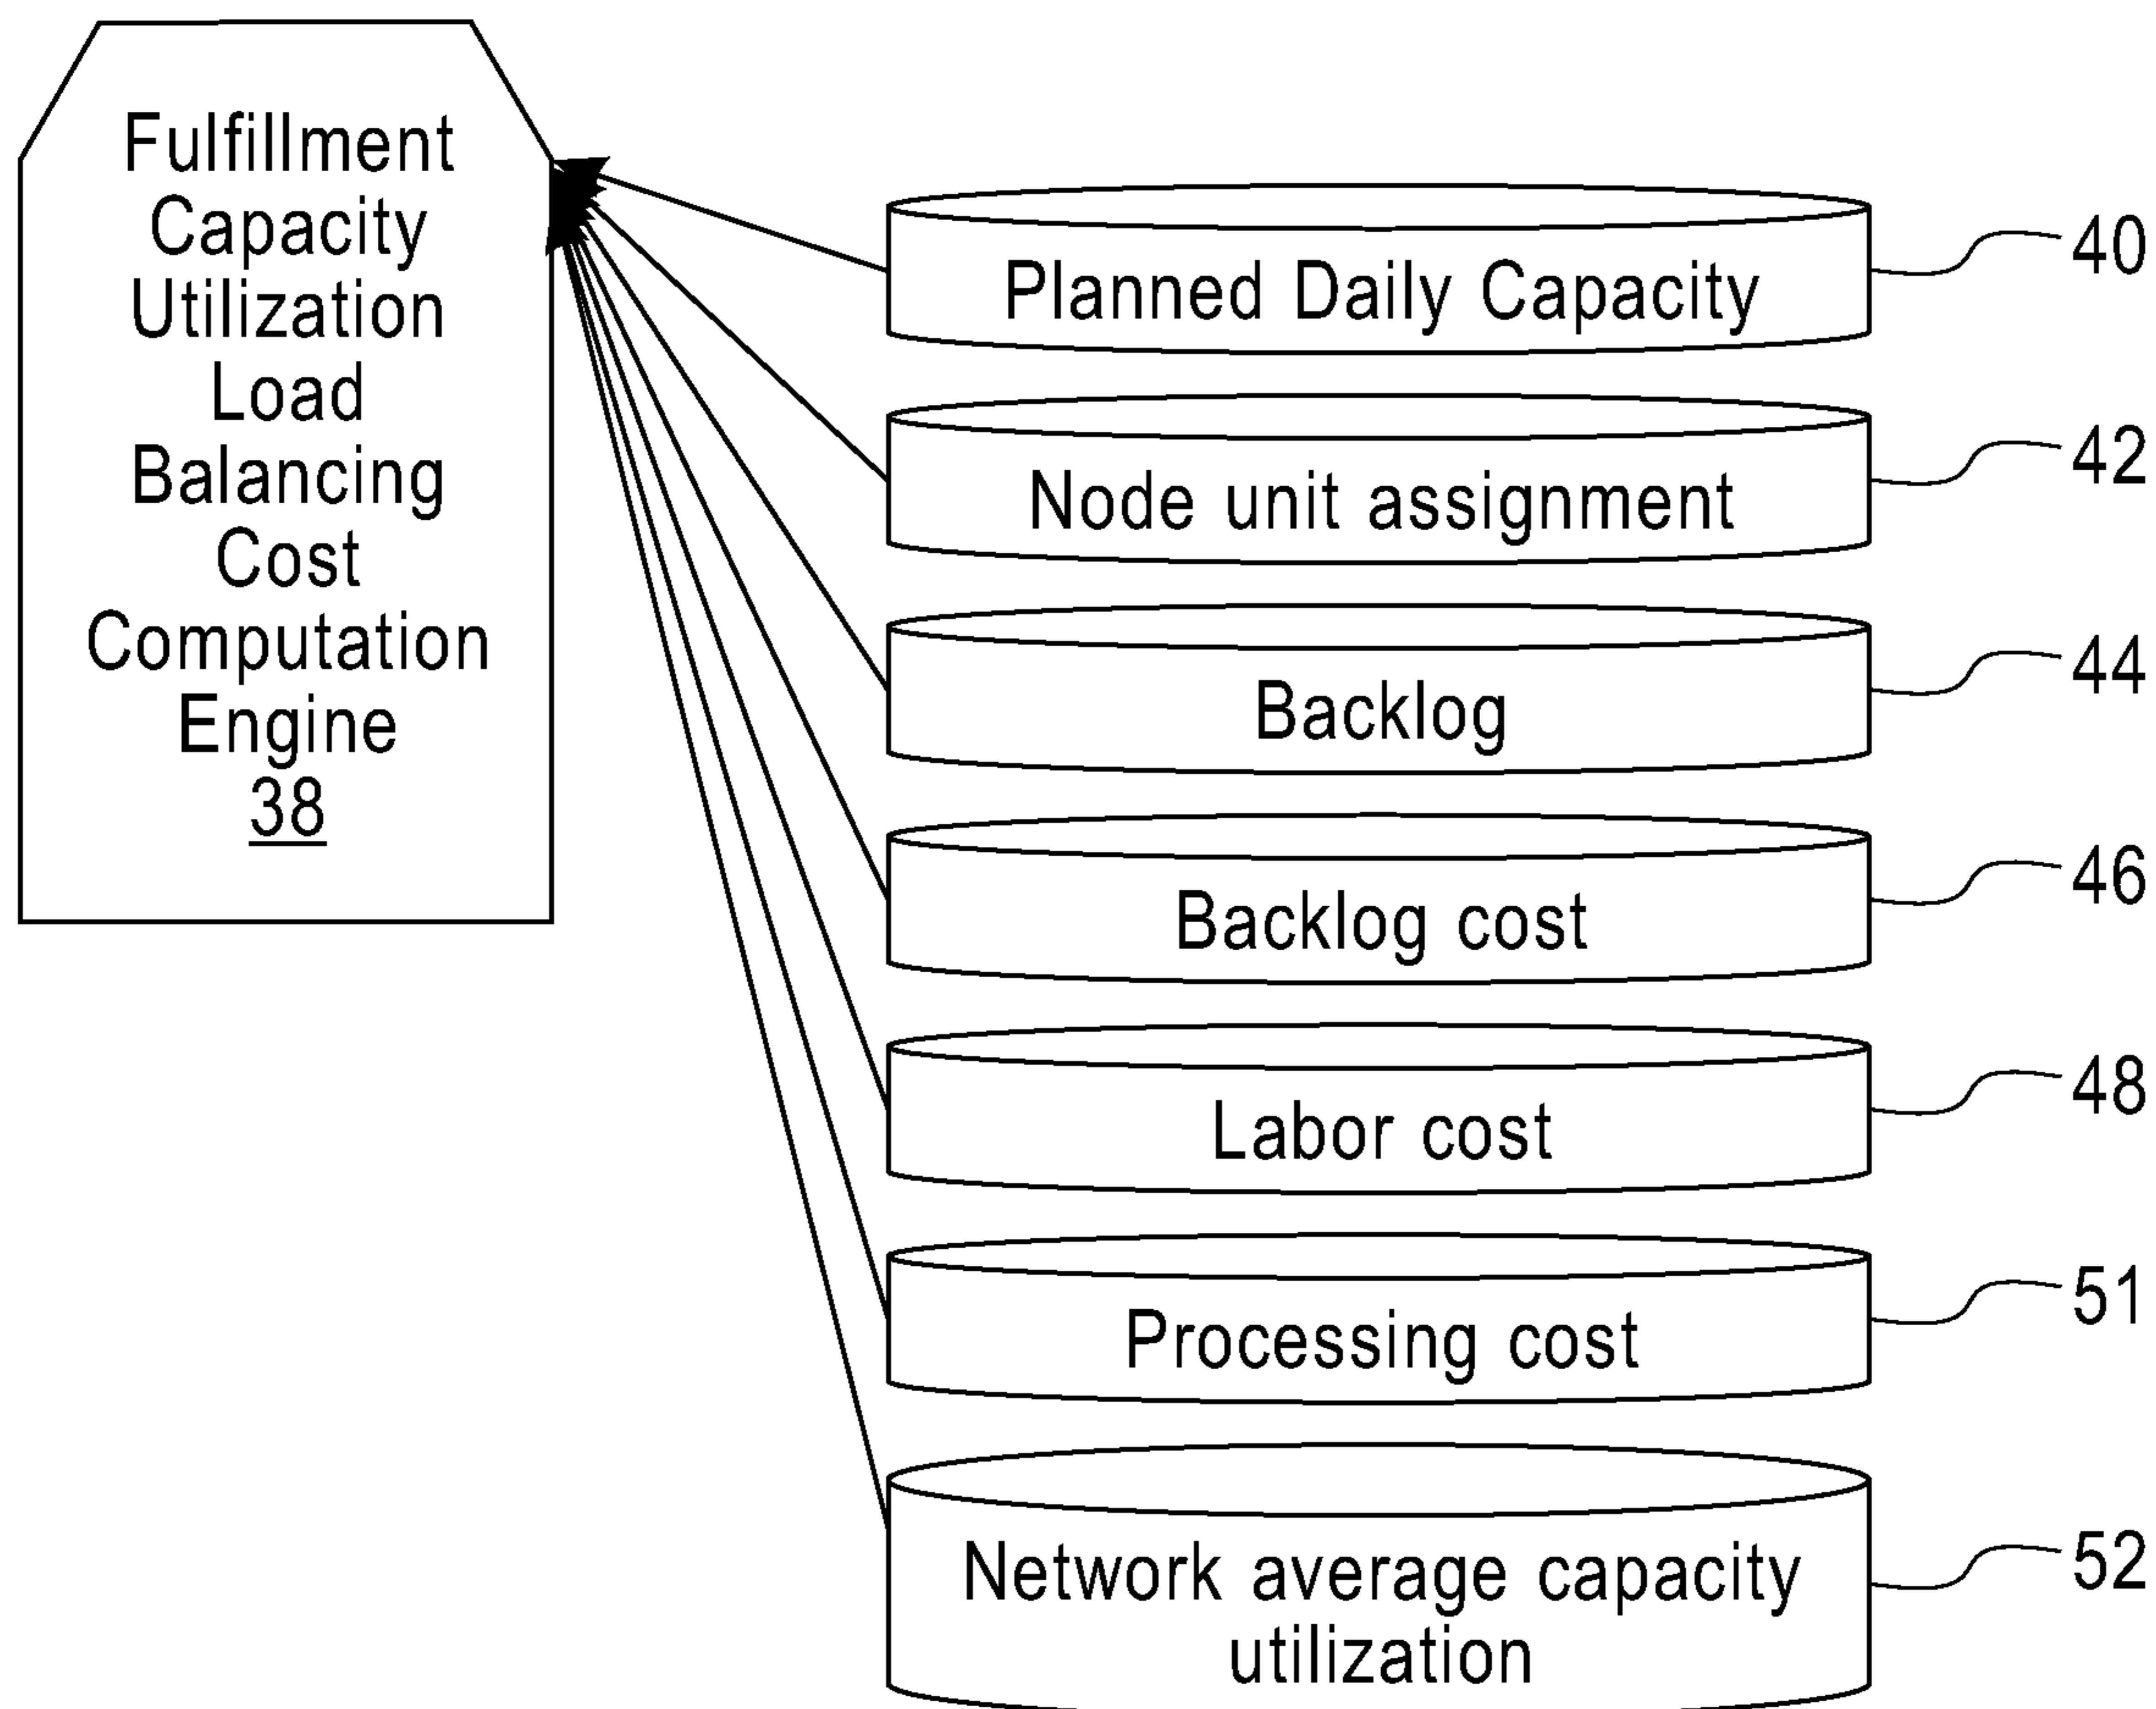 Fulfillment
Capacity
Utilization
Load
Balancing
Cost
Computation
Engine
38
Planned Daily Capacity
40
Node unit assignment
42
Backlog
44
Backlog cost
46
Labor cost
48
Processing cost
51
Network average capacity
utilization
52